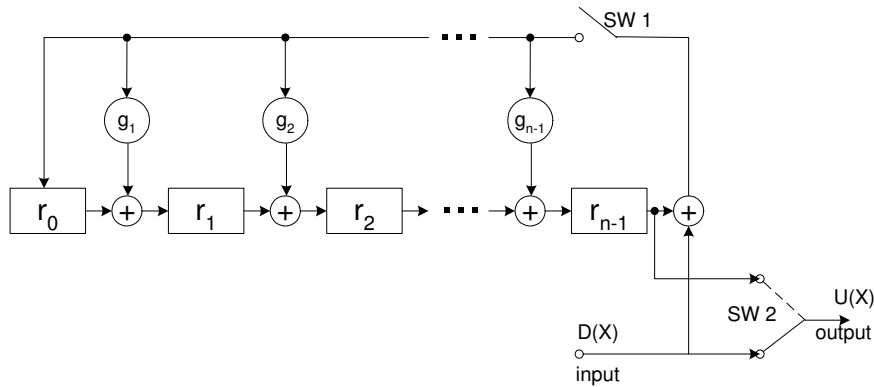 SW 1
g1
g2
gn-1
r0
r1
r2
rn-1
+
+
+
+
SW 2
U(X)
output
D(X)
input